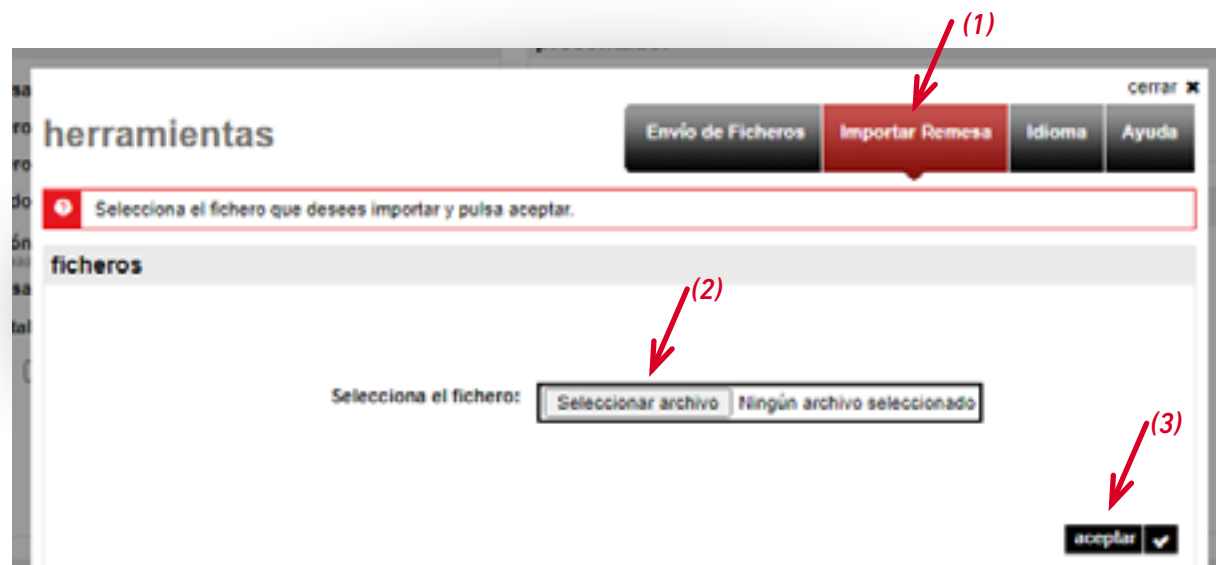 (1)
cerrar ✖
herramientas
Envío de Ficheros Importar Remesa Idioma Ayuda
Selecciona el fichero que desees importar y pulsa aceptar.
ficheros
(2)
Selecciona el fichero: Seleccionar archivo Ningún archivo seleccionado
(3)
aceptar ✔